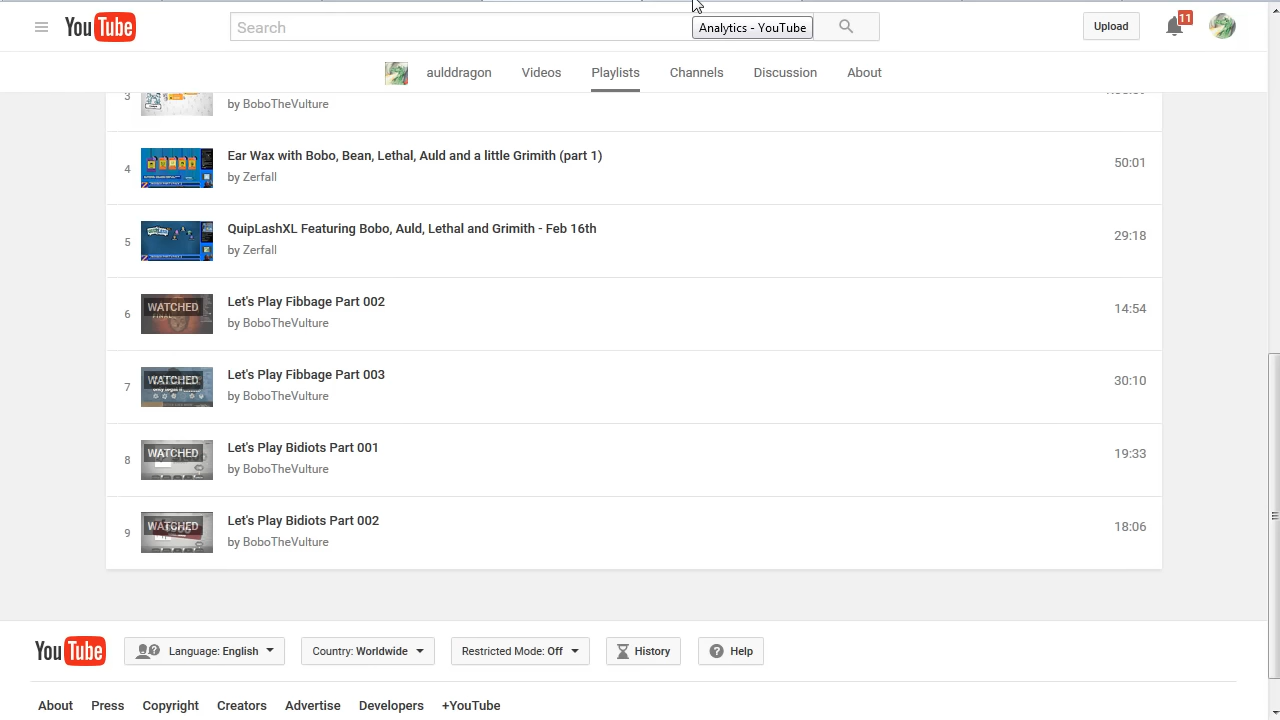 YouTube
Search
Analytics - YouTube
Upload
11
aulddragon
Videos
Playlists
Channels
Discussion
About
3
by BoboTheVulture
4
Ear Wax with Bobo, Bean, Lethal, Auld and a little Grimith (part 1)
by Zerfall
50:01
5
QuipLashXL Featuring Bobo, Auld, Lethal and Grimith - Feb 16th
by Zerfall
29:18
6
WATCHED
Let's Play Fibbage Part 002
by BoboTheVulture
14:54
7
WATCHED
Let's Play Fibbage Part 003
by BoboTheVulture
30:10
8
WATCHED
Let's Play Bidiots Part 001
by BoboTheVulture
19:33
9
WATCHED
Let's Play Bidiots Part 002
by BoboTheVulture
18:06
YouTube
Language: English
Country: Worldwide
Restricted Mode: Off
History
Help
About
Press
Copyright
Creators
Advertise
Developers
+YouTube